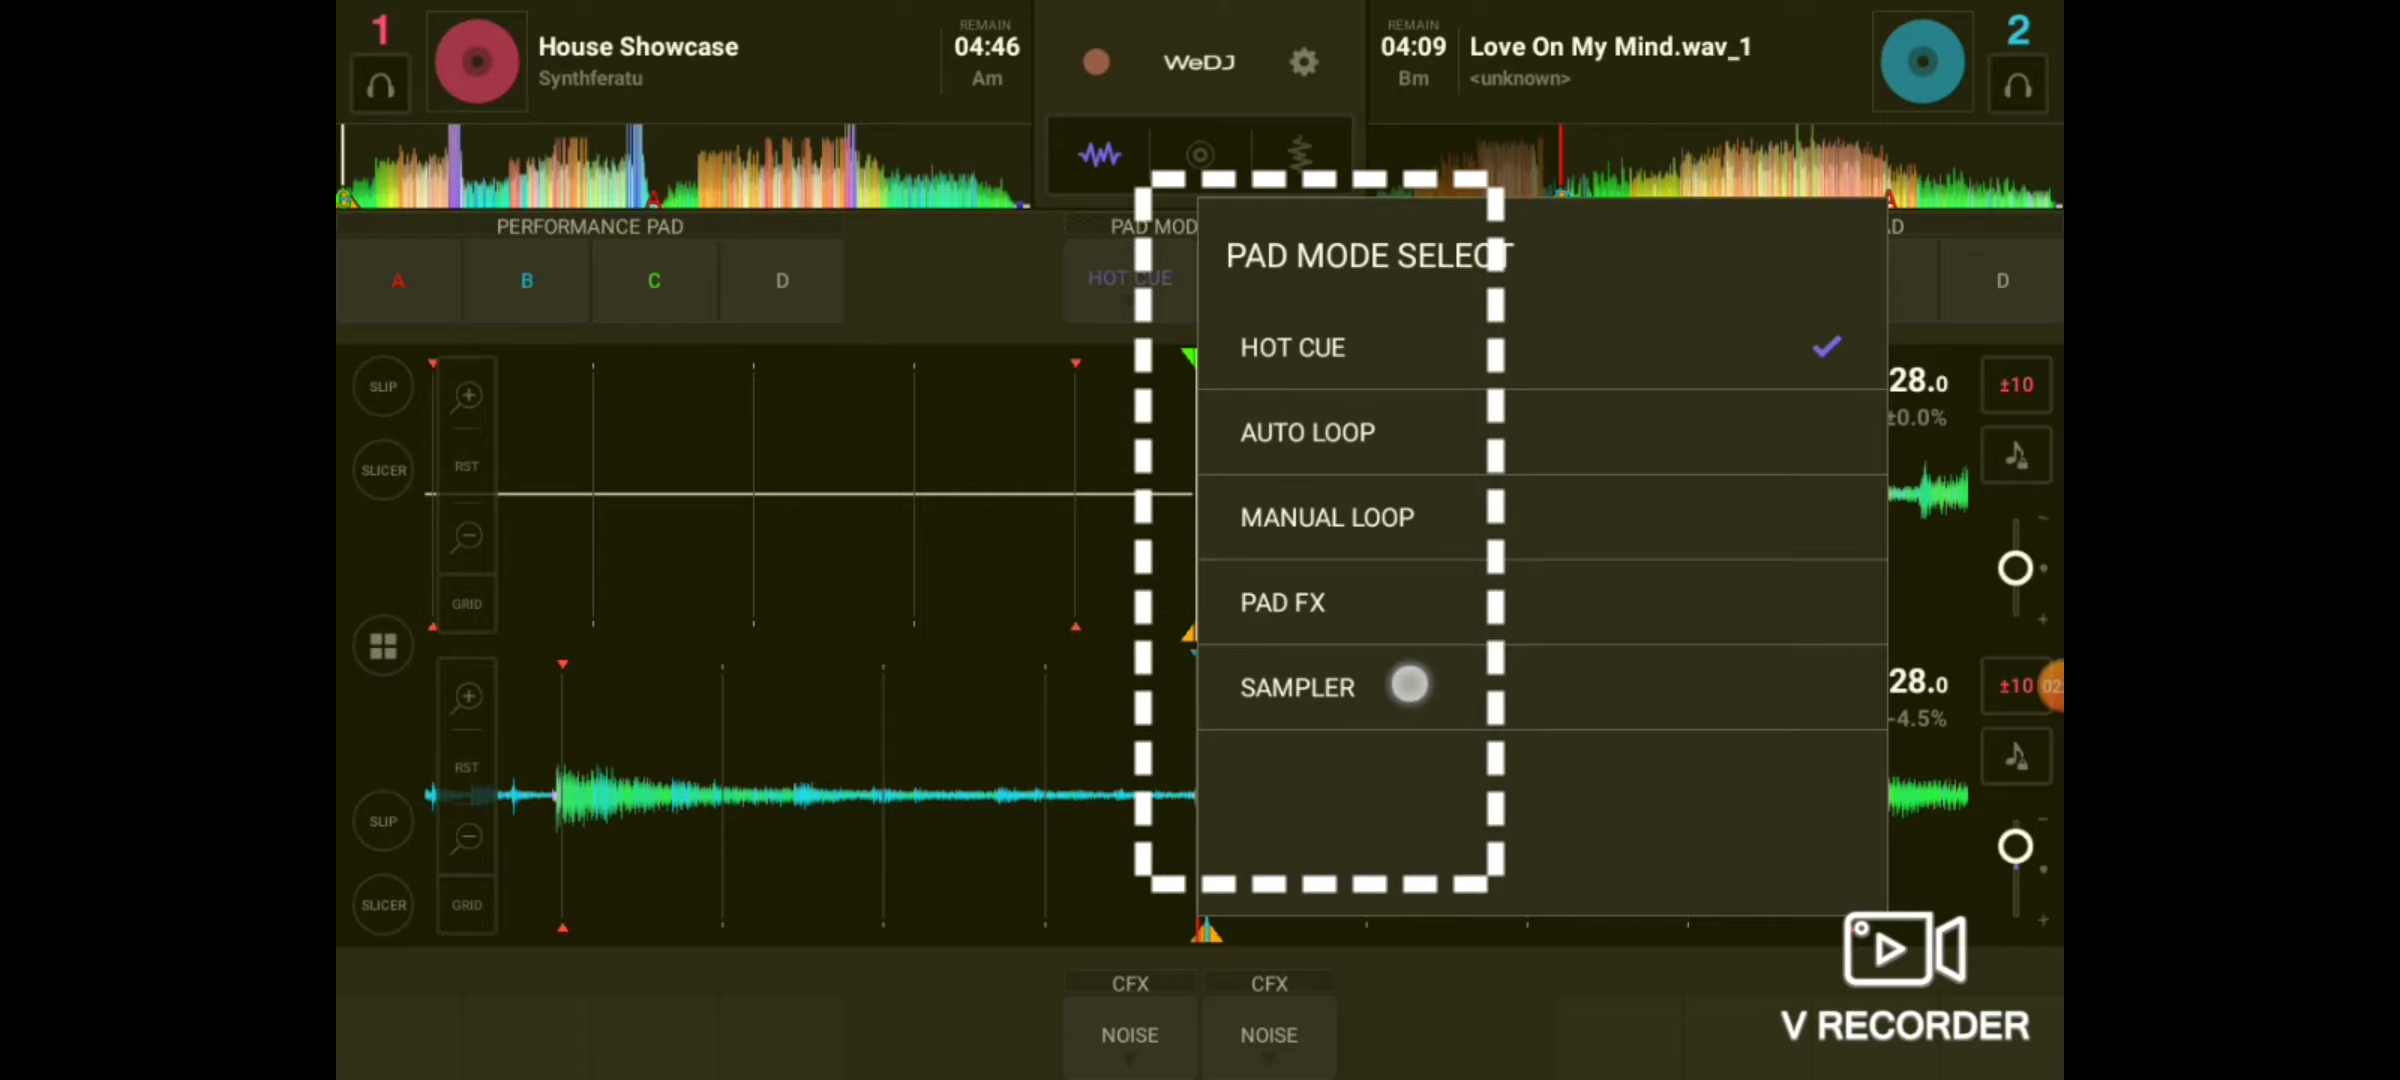 1
House Showcase
Synthferatu
REMAIN
04:46
Am
WeDJ
REMAIN
04:09
Bm
Love On My Mind.wav_1
<unknown>
2
PERFORMANCE PAD
A
B
C
D
PAD MOD
HOT CUE
D
PAD MODE SELECT
HOT CUE
AUTO LOOP
MANUAL LOOP
PAD FX
SAMPLER
SLIP
SLICER
RST
GRID
28.0
±0.0%
±10
SLIP
SLICER
RST
GRID
28.0
-4.5%
±10
02
CFX
NOISE
CFX
NOISE
V RECORDER